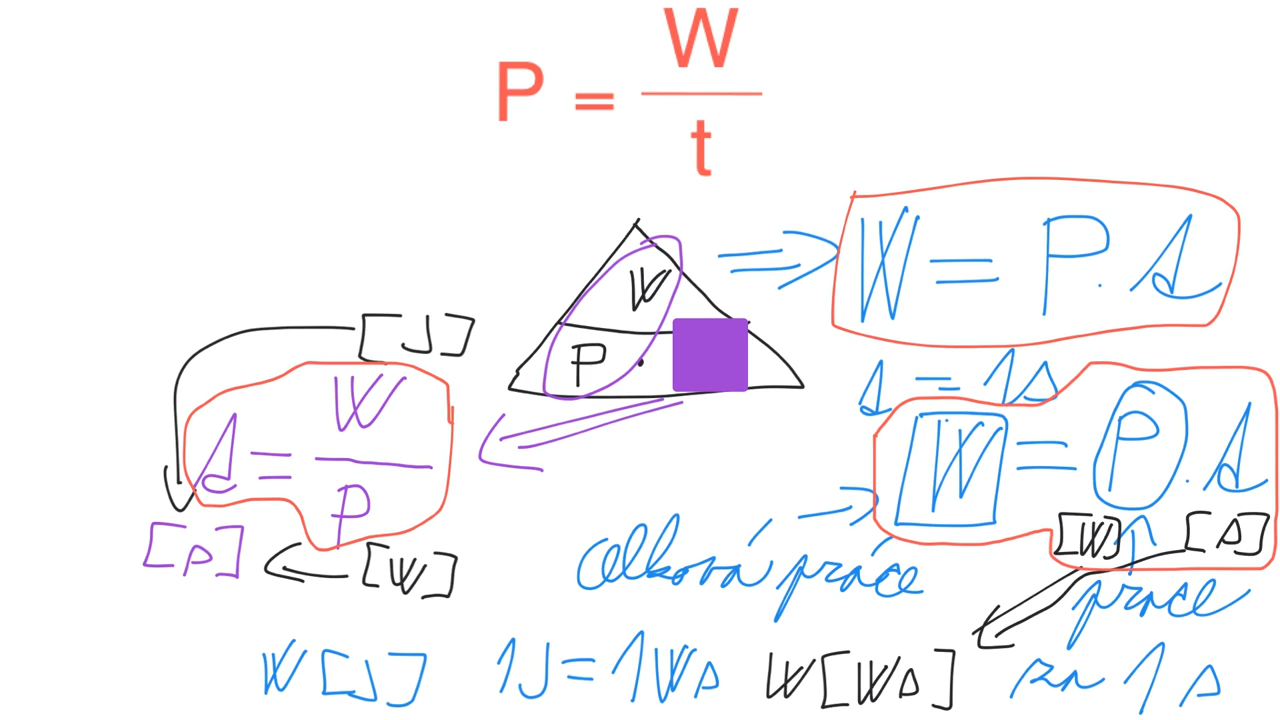 P = W / t
W
P .
⇒ W = P . t
[J]
t = W / P
[s]
[W]
t = 1s
W = P . t
[W] [s]
Celková práce
práce
za 1 s
W [J] 1J = 1Ws W [Ws]